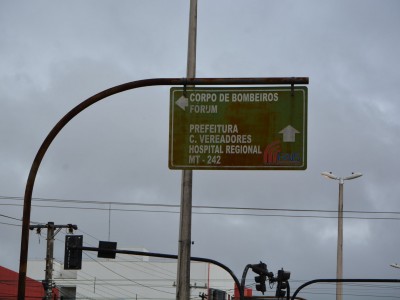 CORPO DE BOMBEIROS
FORUM
PREFEITURA
C. VEREADORES
HOSPITAL REGIONAL
MT - 242